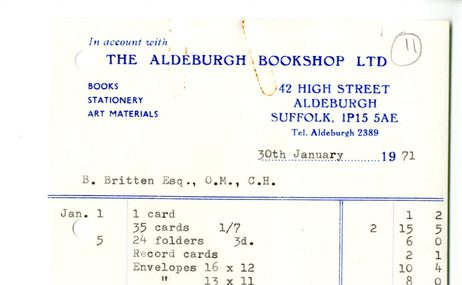 11
In account with
THE ALDEBURGH BOOKSHOP LTD
BOOKS
STATIONERY
ART MATERIALS
42 HIGH STREET
ALDEBURGH
SUFFOLK, IP15 5AE
Tel. Aldeburgh 2389
30th January 1971
B. Britten Esq., O.M., C.H.
Jan. 1 1 card 1 2
35 cards 1/7 2 15 5
5 24 folders 3d. 6 0
Record cards 2 1
Envelopes 16 x 12 10 4
" 13 x 11 8 0